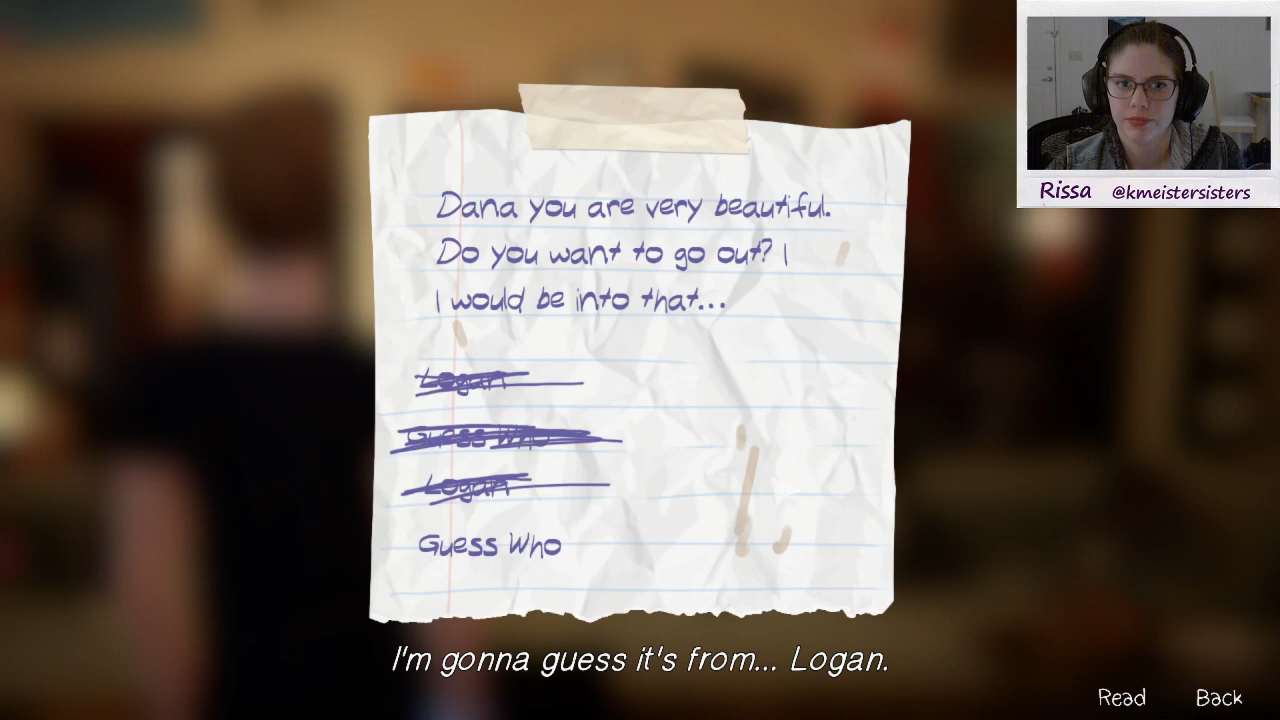 Dana you are very beautiful.
Do you want to go out? I
I would be into that...
Logan
Guess Who
Logan
Guess Who
I'm gonna guess it's from... Logan.
Read Back
Rissa @kmeistersisters